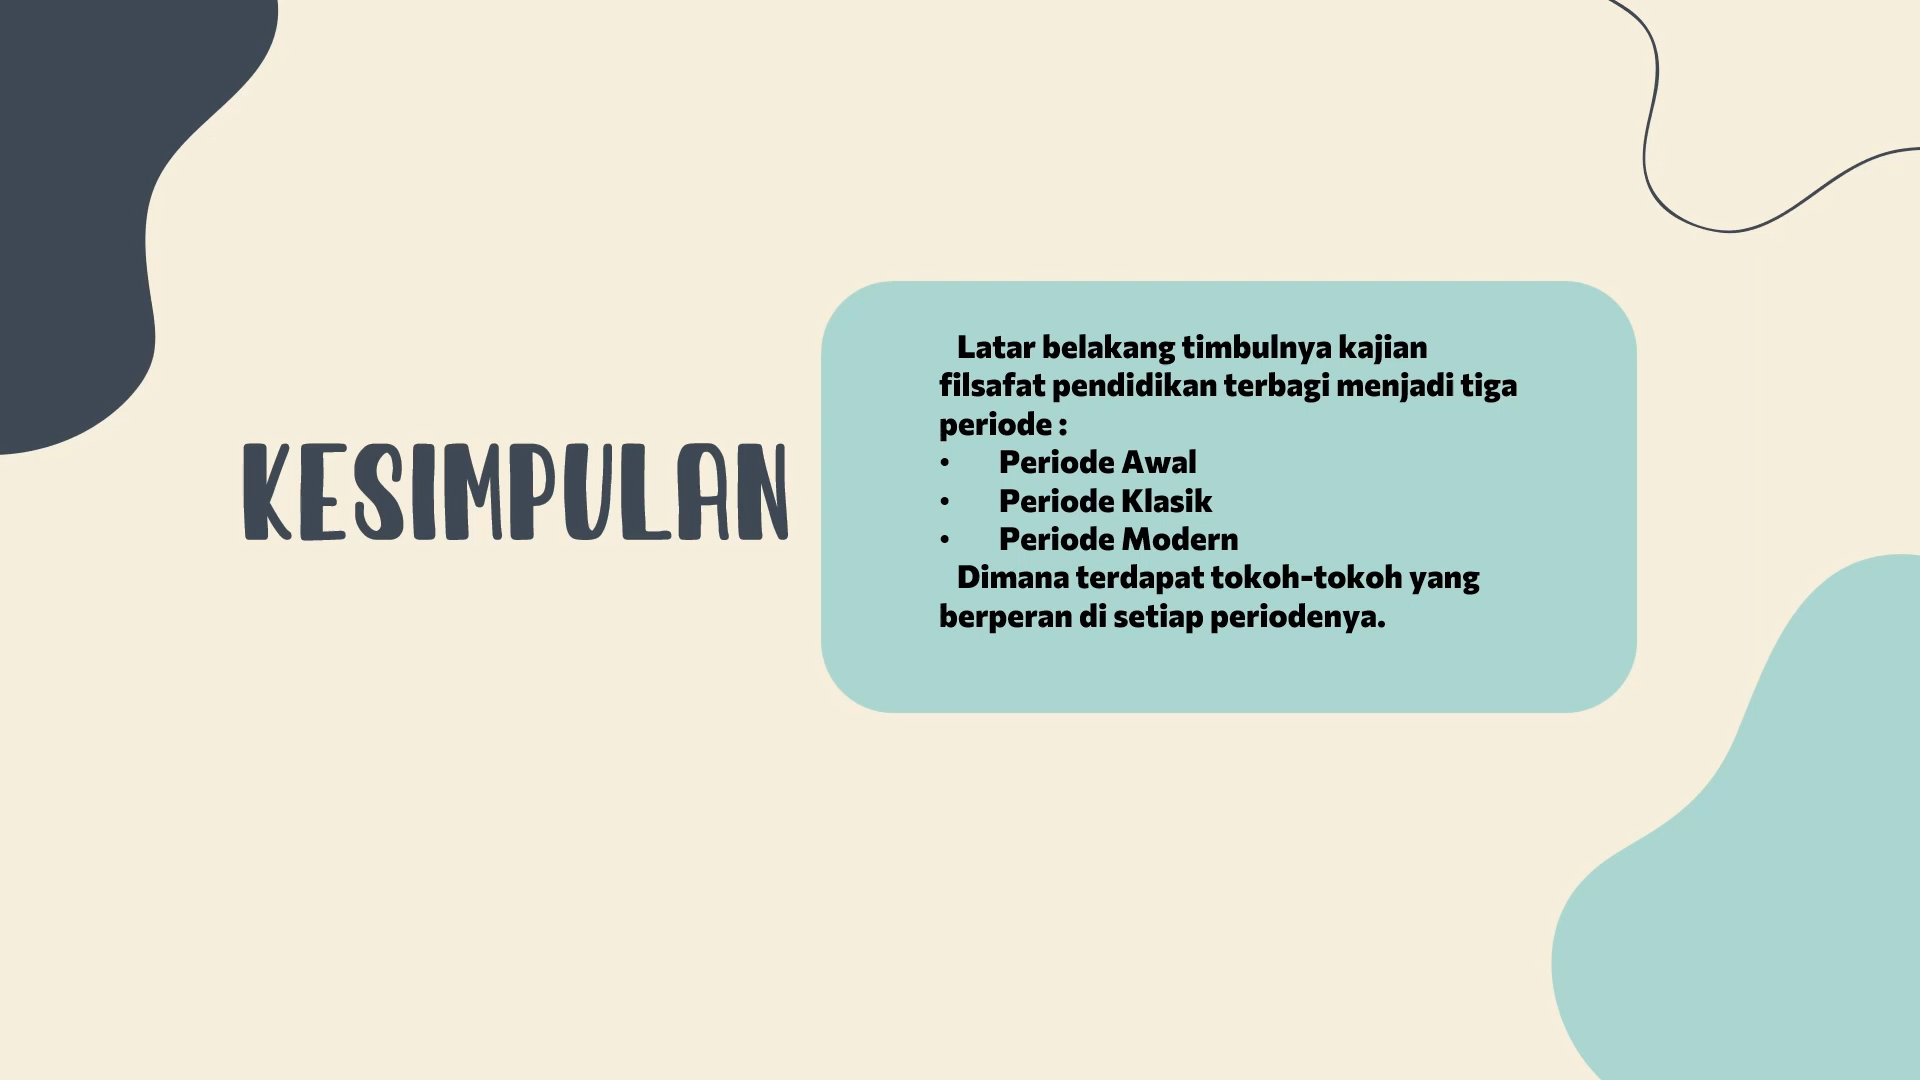 KESIMPULAN
Latar belakang timbulnya kajian
filsafat pendidikan terbagi menjadi tiga
periode :
• Periode Awal
• Periode Klasik
• Periode Modern
Dimana terdapat tokoh-tokoh yang
berperan di setiap periodenya.